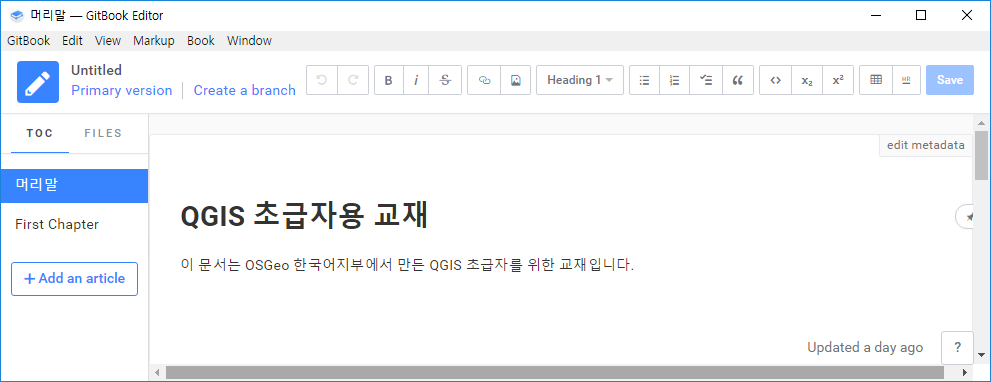 머리말 — GitBook Editor
GitBook Edit View Markup Book Window
Untitled
Primary version Create a branch
B i S Heading 1 x₂ x² HR Save
TOC FILES
edit metadata
머리말
First Chapter
+ Add an article
QGIS 초급자용 교재
이 문서는 OSGeo 한국어지부에서 만든 QGIS 초급자를 위한 교재입니다.
Updated a day ago ?